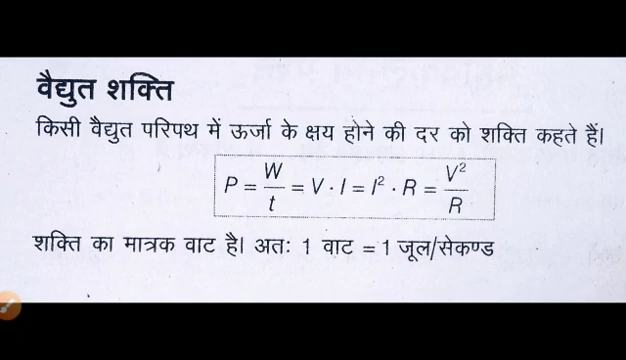 वैद्युत शक्ति
किसी वैद्युत परिपथ में ऊर्जा के क्षय होने की दर को शक्ति कहते हैं।
P = W/t = V · I = I² · R = V²/R
शक्ति का मात्रक वाट है। अतः 1 वाट = 1 जूल/सेकण्ड